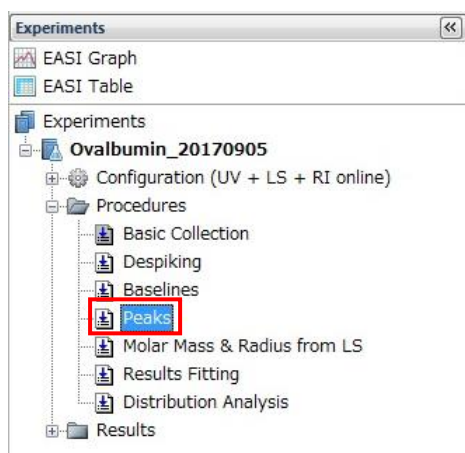 Experiments
EASI Graph
EASI Table
Experiments
Ovalbumin_20170905
Configuration (UV + LS + RI online)
Procedures
Basic Collection
Despiking
Baselines
Peaks
Molar Mass & Radius from LS
Results Fitting
Distribution Analysis
Results